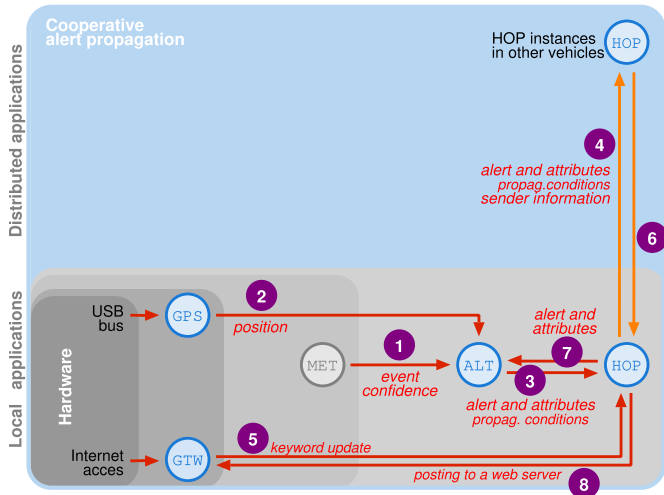 Cooperative
alert propagation
HOP instances
in other vehicles
HOP
Distributed applications
4
alert and attributes
propag.conditions
sender information
6
Local applications
Hardware
USB
bus
GPS
2
position
MET
1
event
confidence
ALT
alert and
attributes
7
3
HOP
alert and attributes
propag. conditions
Internet
acces
GTW
5
keyword update
posting to a web server
8